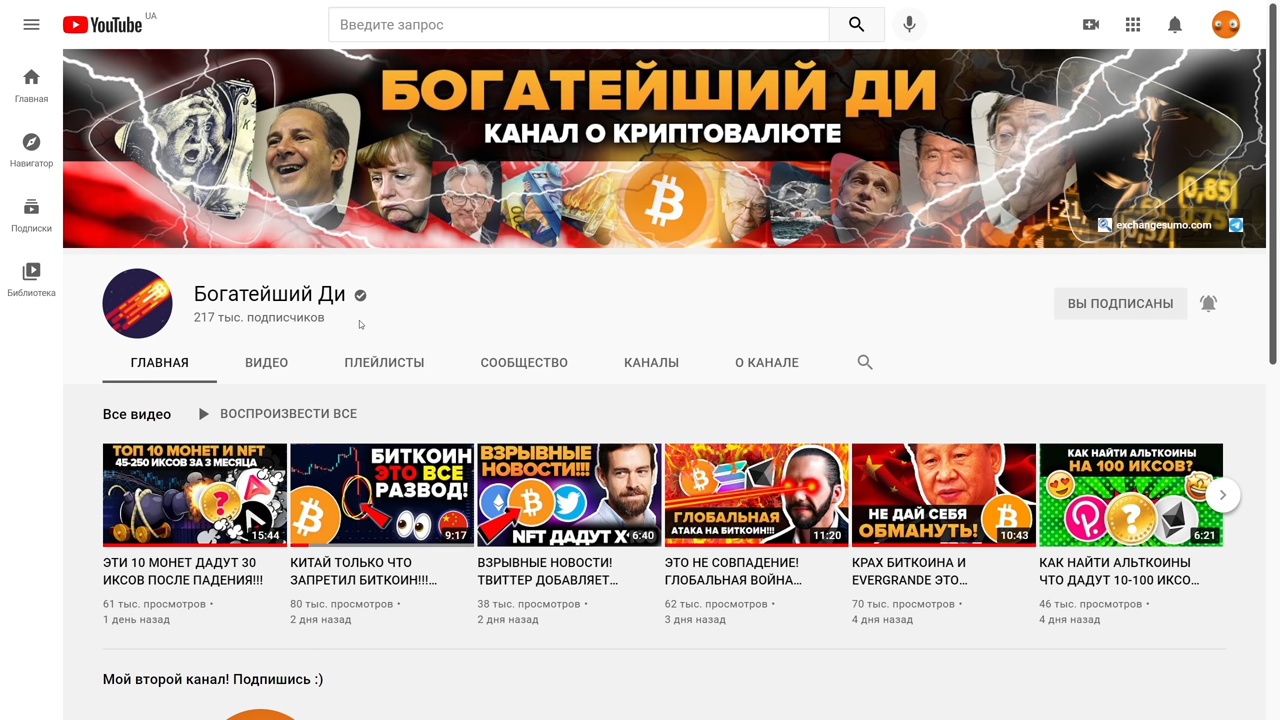 YouTube
UA
Введите запрос
Главная
Навигатор
Подписки
Библиотека
БОГАТЕЙШИЙ ДИ
КАНАЛ О КРИПТОВАЛЮТЕ
0,85
-21,
exchangesumo.com
Богатейший Ди
217 тыс. подписчиков
ВЫ ПОДПИСАНЫ
ГЛАВНАЯ
ВИДЕО
ПЛЕЙЛИСТЫ
СООБЩЕСТВО
КАНАЛЫ
О КАНАЛЕ
Все видео
ВОСПРОИЗВЕСТИ ВСЕ
ТОП 10 МОНЕТ И NFT
45-250 ИКСОВ ЗА 3 МЕСЯЦА
15:44
БИТКОИН
ЭТО ВСЕ
РАЗВОД!
9:17
ВЗРЫВНЫЕ
НОВОСТИ!!!
NFT ДАДУТ X
6:40
ГЛОБАЛЬНАЯ
АТАКА НА БИТКОИН!!!
11:20
НЕ ДАЙ СЕБЯ
ОБМАНУТЬ!
10:43
КАК НАЙТИ АЛЬТКОИНЫ
НА 100 ИКСОВ?
6:21
ЭТИ 10 МОНЕТ ДАДУТ 30
ИКСОВ ПОСЛЕ ПАДЕНИЯ!!!
61 тыс. просмотров •
1 день назад
КИТАЙ ТОЛЬКО ЧТО
ЗАПРЕТИЛ БИТКОИН!!!…
80 тыс. просмотров •
2 дня назад
ВЗРЫВНЫЕ НОВОСТИ!
ТВИТТЕР ДОБАВЛЯЕТ…
38 тыс. просмотров •
2 дня назад
ЭТО НЕ СОВПАДЕНИЕ!
ГЛОБАЛЬНАЯ ВОЙНА…
62 тыс. просмотров •
3 дня назад
КРАХ БИТКОИНА И
EVERGRANDE ЭТО…
70 тыс. просмотров •
4 дня назад
КАК НАЙТИ АЛЬТКОИНЫ
ЧТО ДАДУТ 10-100 ИКСО…
46 тыс. просмотров •
4 дня назад
Мой второй канал! Подпишись :)